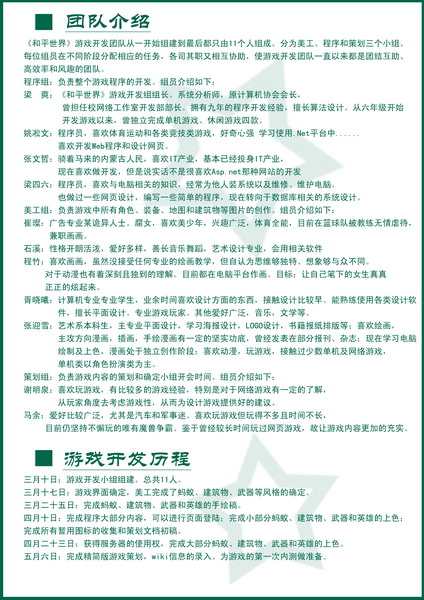 团队介绍
《和平世界》游戏开发团队从一开始组建到最后都只由11个人组成。分为美工、程序和策划三个小组。
每位组员在不同阶段分配相应的任务，各司其职又相互协助，使游戏开发团队一直以来都是团结互助、
高效率和风趣的团队。
程序组：负责整个游戏程序的开发。组员介绍如下：
梁　爽：《和平世界》游戏开发组组长。系统分析师，原计算机协会会长，
曾担任校网络工作室开发部部长。拥有九年的程序开发经验，擅长算法设计。从六年级开始
开发游戏以来，曾独立完成单机游戏、休闲游戏四款。
姚凇文：程序员，喜欢体育运动和各类竞技类游戏，好奇心强 学习使用.Net平台中......
喜欢开发Web程序和设计网页。
张文哲：骑着马来的内蒙古人民，喜欢IT产业，基本已经投身IT产业，
现在喜欢做开发，但是说实话不是很喜欢Asp.net那种网站的开发
梁四六：程序员，喜欢与电脑相关的知识，经常为他人装系统以及维修、维护电脑。
也做过一些网页设计，编写一些简单的程序，现在转向于数据库相关的系统设计。
美工组：负责游戏中所有角色、装备、地图和建筑物等图片的创作。组员介绍如下：
崔璨：广告专业某诡异人士。腐女，喜欢美少年，兴趣广泛，体育全能，目前在篮球队被教练无情虐待，
兼职画画。
石溪：性格开朗活泼，爱好多样，善长音乐舞蹈，艺术设计专业，会用相关软件
程竹：喜欢画画，虽然没接受任何专业的绘画教学，但自认为思维够独特、想象够与众不同。
对于动漫也有着深刻且独到的理解。目前都在电脑平台作画。目标：让自己笔下的女生真真
正正的炫起来。
胥晓曦：计算机专业专业学生，业余时间喜欢设计方面的东西，接触设计比较早。能熟练使用各类设计软
件，擅长平面设计。专业游戏玩家。其他爱好广泛，音乐，文学等。
张迎雪：艺术系本科生，主专业平面设计，学习海报设计，LOGO设计，书籍报纸排版等；喜欢绘画，
主攻方向漫画，插画，手绘漫画有一定的坚实功底，曾经发表在部分报刊、杂志；现在学习电脑
绘制及上色，漫画处于独立创作阶段；喜欢动漫，玩游戏，接触过少数单机及网络游戏，
单机类以角色扮演类为主。
策划组：负责游戏内容的策划和确定小组开会时间。组员介绍如下：
谢明泉：喜欢玩游戏，有比较多的游戏经验，特别是对于网络游戏有一定的了解，
从玩家角度去考虑游戏性，从而为设计游戏提供好的建议。
马余：爱好比较广泛，尤其是汽车和军事迷。喜欢玩游戏但玩得不多且时间不长，
目前仍坚持不懈玩的唯有魔兽争霸。鉴于曾经较长时间玩过网页游戏，故让游戏内容更加的充实。
游戏开发历程
三月十日：游戏开发小组组建。总共11人。
三月十七日：游戏界面确定，美工完成了蚂蚁、建筑物、武器等风格的确定。
三月二十五日：完成蚂蚁、建筑物、武器和英雄的手绘稿。
四月十日：完成程序大部分内容，可以进行页面登陆；完成小部分蚂蚁、建筑物、武器和英雄的上色；
完成所有暂用图标的收集和策划文档初稿。
四月二十三日：获得服务器的使用权，完成大部分蚂蚁、建筑物、武器和英雄的上色。
五月六日：完成精简版游戏策划，wiki信息的录入。为游戏的第一次内测做准备。